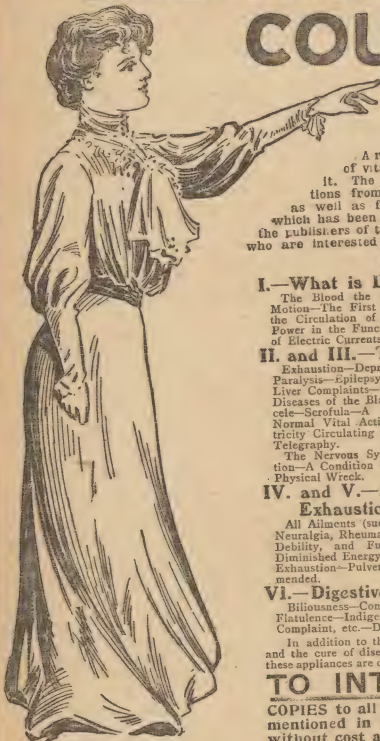 COU
A
of
it. The
tions from
as well as
which has been
the publishers of
who are interested
I.—What is
The Blood the
Motion—The First
the Circulation of
Power in the Func
of Electric Currents
II. and III.—
Exhaustion—Depr
Paralysis—Epilepsy
Liver Complaints—
Diseases of the Bla
cele—Scrofula—A
Normal Vital Acti
tricity Circulating
Telegraphy.
The Nervous Sy
tion—A Condition
Physical Wreck.
IV. and V.—
Exhaustio
All Ailments (suc
Neuralgia, Rheuma
Debility, and Fu
Diminished Energy
Exhaustion—Pulver
mended.
VI.—Digestiv
Biliousness—Con
Flatulence—Indige
Complaint, etc.—D
In addition to th
and the cure of dise
these appliances are
TO INT
COPIES to all
mentioned in
without cost a